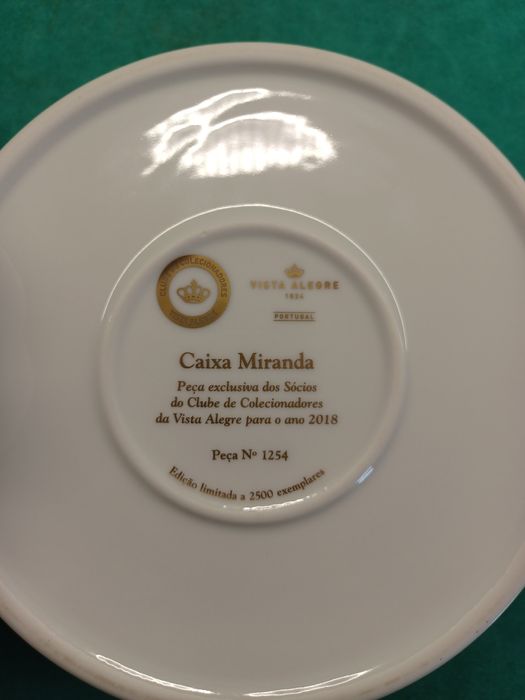 CLUBE DE COLECIONADORES
VISTA ALEGRE
VISTA ALEGRE
1824
PORTUGAL
Caixa Miranda
Peça exclusiva dos Sócios
do Clube de Colecionadores
da Vista Alegre para o ano 2018
Peça Nº 1254
Edição limitada a 2500 exemplares